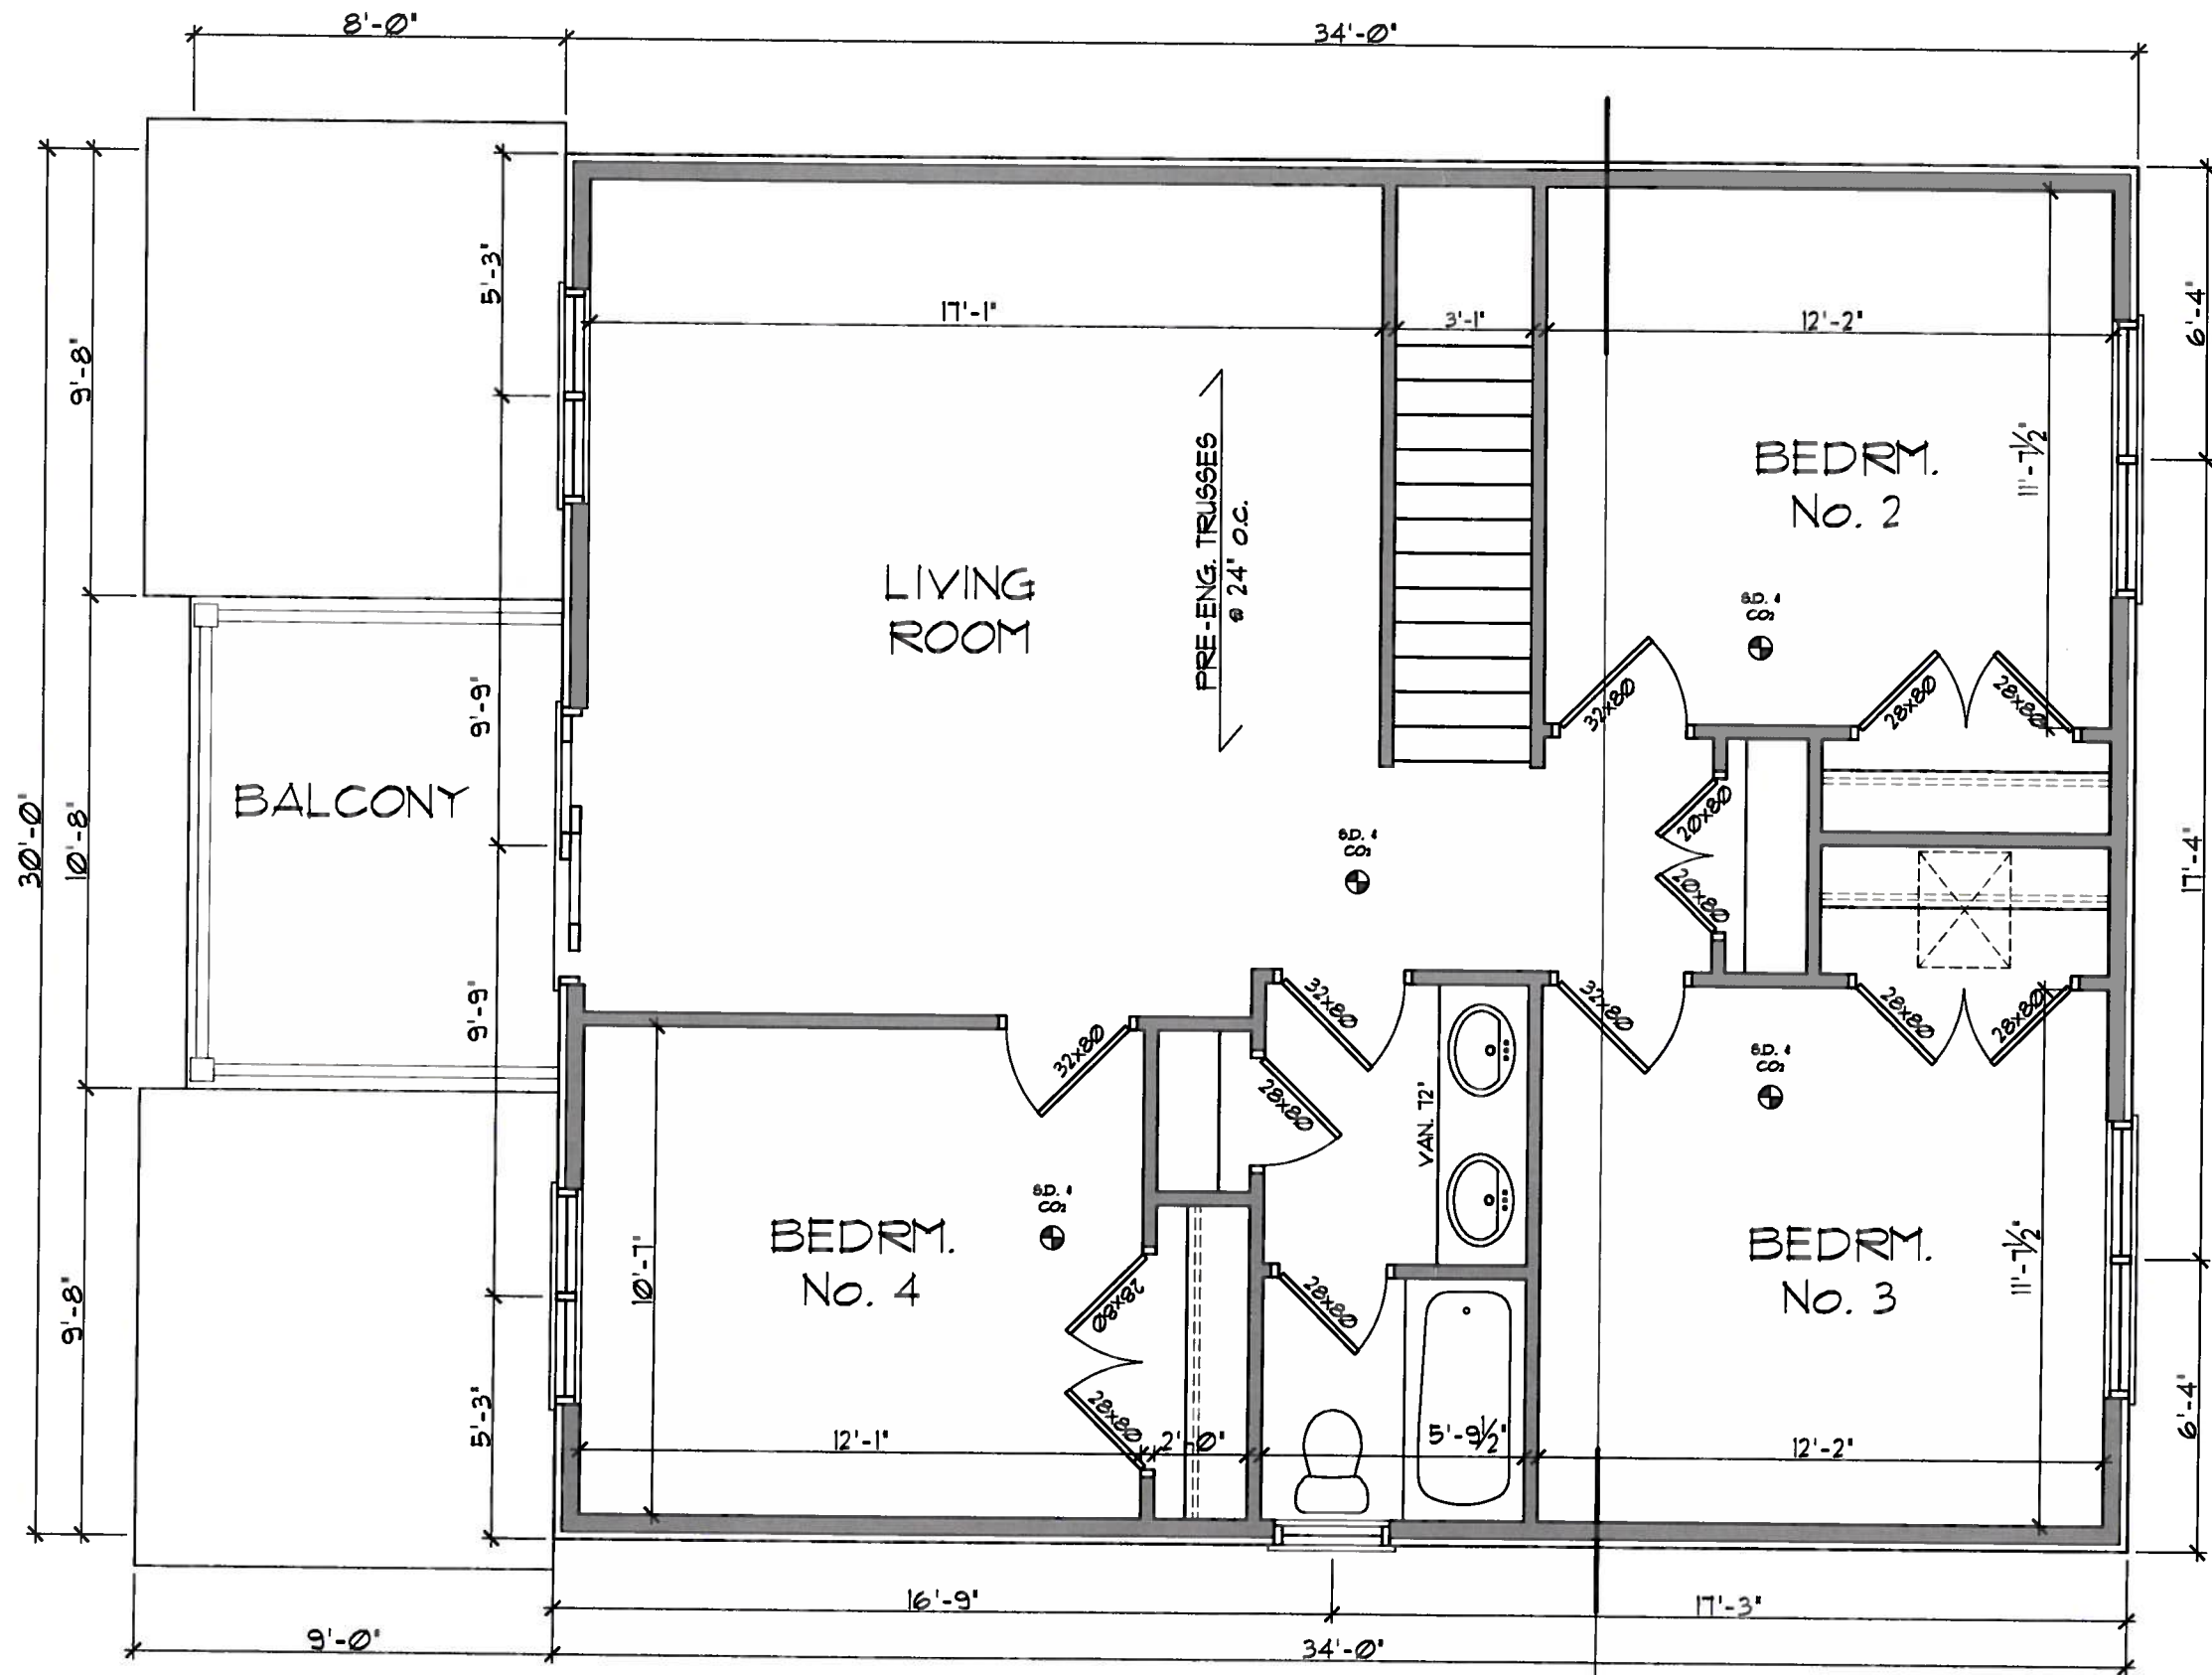 8'-0"
34'-0"
5'-3"
6'-4"
9'-8"
17'-1"
3'-1"
12'-2"
PRE-ENG. TRUSSES
@ 24" O.C.
BEDRM.
No. 2
11'-7½"
LIVING
ROOM
S.D. &
CO₂
32x80
28x80
28x80
9'-9"
BALCONY
30'-0"
10'-8"
20x80
20x80
S.D. &
CO₂
17'-4"
9'-9"
32x80
32x80
32x80
28x80
28x80
28x80
VAN. 72"
S.D. &
CO₂
S.D. &
CO₂
BEDRM.
No. 4
10'-7"
28x80
28x80
28x80
BEDRM.
No. 3
11'-7½"
9'-8"
5'-3"
6'-4"
12'-1"
2'-0"
5'-9½"
12'-2"
16'-9"
17'-3"
9'-0"
34'-0"